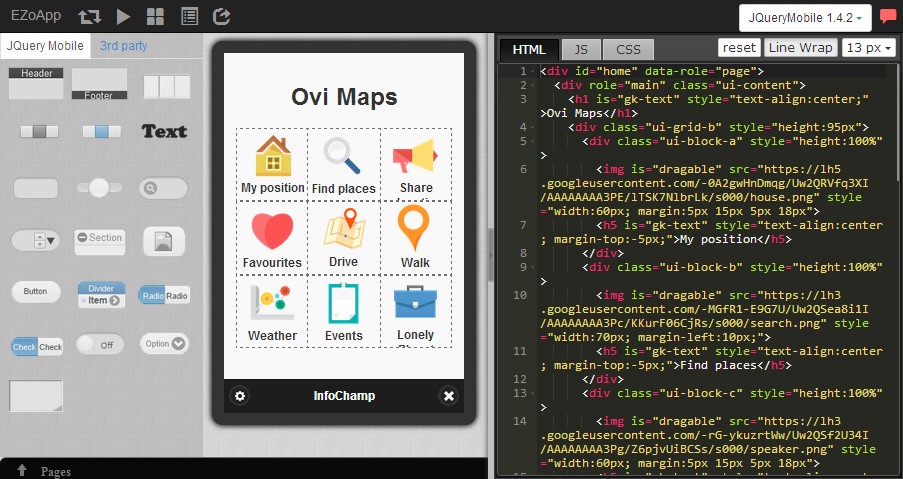 EZoApp
JQueryMobile 1.4.2
JQuery Mobile
3rd party
Header
Footer
Text
Section
Button
Divider
Item
Radio Radio
Check Check
Off
Option
Pages
Ovi Maps
My position
Find places
Share
Favourites
Drive
Walk
Weather
Events
Lonely
InfoChamp
HTML
JS
CSS
reset
Line Wrap
13 px
1 <div id="home" data-role="page">
2 <div role="main" class="ui-content">
3 <h1 is="gk-text" style="text-align:center;"
>Ovi Maps</h1>
4 <div class="ui-grid-b" style="height:95px">
5 <div class="ui-block-a" style="height:100%"
>
6 <img is="dragable" src="https://lh5
.googleusercontent.com/-0A2gwHnDmqg/Uw2QRVfq3XI
/AAAAAAAA3PE/lTSK7NlbrLk/s000/house.png" style
="width:60px; margin:5px 15px 5px 18px">
7 <h5 is="gk-text" style="text-align:center
; margin-top:-5px;">My position</h5>
8 </div>
9 <div class="ui-block-b" style="height:100%"
>
10 <img is="dragable" src="https://lh3
.googleusercontent.com/-MGfR1-E9G7U/Uw2QSea8i1I
/AAAAAAAA3Pc/KKurF06CjRs/s000/search.png" style
="width:70px; margin-left:10px;">
11 <h5 is="gk-text" style="text-align:center
; margin-top:-5px;">Find places</h5>
12 </div>
13 <div class="ui-block-c" style="height:100%"
>
14 <img is="dragable" src="https://lh3
.googleusercontent.com/-rG-ykuzrtWw/Uw2QSf2U34I
/AAAAAAAA3Pg/Z6pjvUiBCSs/s000/speaker.png" style
="width:60px; margin:5px 15px 5px 18px">